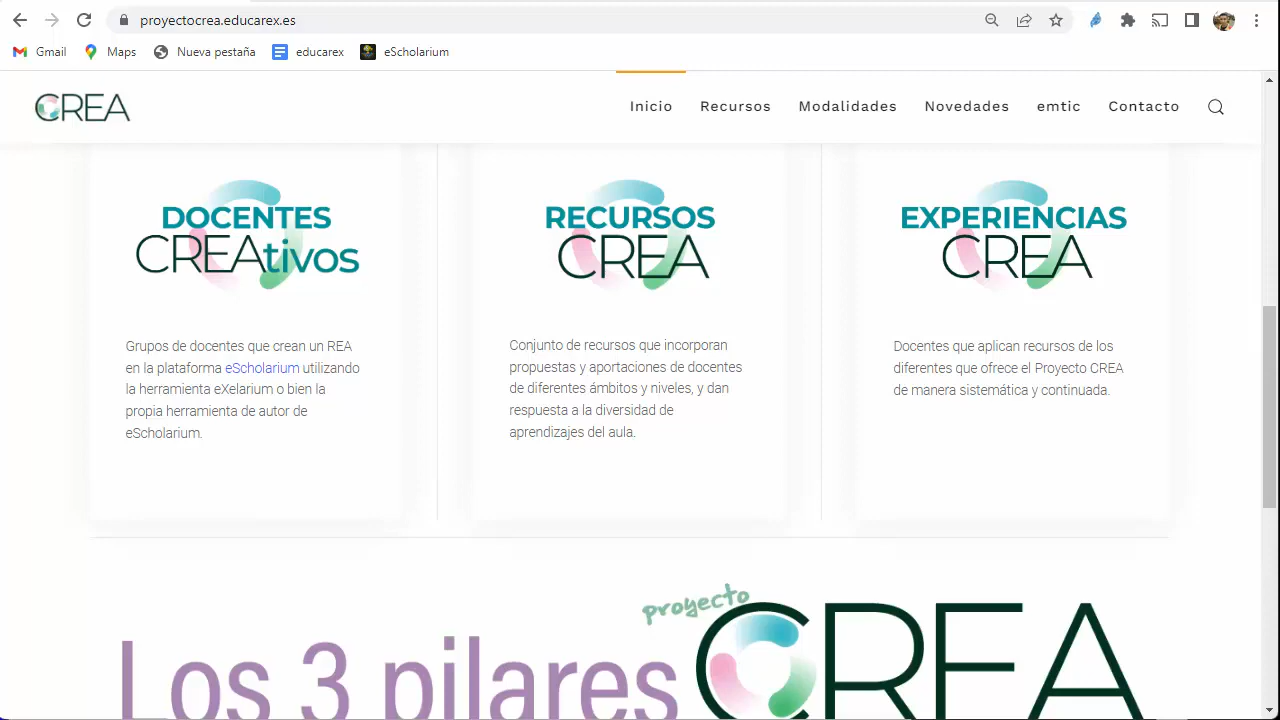 proyectocrea.educarex.es
Gmail
Maps
Nueva pestaña
educarex
eScholarium
CREA
Inicio
Recursos
Modalidades
Novedades
emtic
Contacto
DOCENTES
CREAtivos
Grupos de docentes que crean un REA
en la plataforma eScholarium utilizando
la herramienta eXelarium o bien la
propia herramienta de autor de
eScholarium.
RECURSOS
CREA
Conjunto de recursos que incorporan
propuestas y aportaciones de docentes
de diferentes ámbitos y niveles, y dan
respuesta a la diversidad de
aprendizajes del aula.
EXPERIENCIAS
CREA
Docentes que aplican recursos de los
diferentes que ofrece el Proyecto CREA
de manera sistemática y continuada.
Los 3 pilares
proyecto
CREA